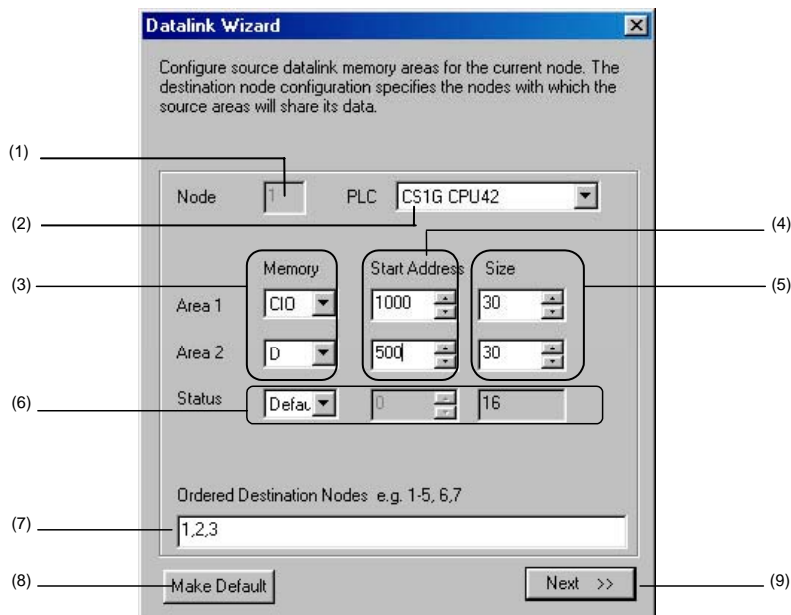 Datalink Wizard
Configure source datalink memory areas for the current node. The
destination node configuration specifies the nodes with which the
source areas will share its data.
(1)
Node 1 PLC CS1G CPU42
(2)
(4)
Memory Start Address Size
(3)
(5)
Area 1 CIO 1000 30
Area 2 D 500 30
(6)
Status Defau 0 16
Ordered Destination Nodes e.g. 1-5, 6,7
(7)
1,2,3
(8)
Make Default Next >>
(9)